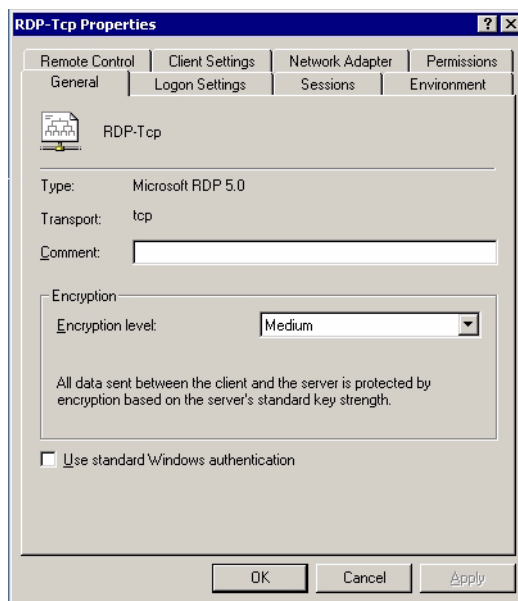 RDP-Tcp Properties
Remote Control Client Settings Network Adapter Permissions
General Logon Settings Sessions Environment
RDP-Tcp
Type: Microsoft RDP 5.0
Transport: tcp
Comment:
Encryption
Encryption level: Medium
All data sent between the client and the server is protected by
encryption based on the server's standard key strength.
Use standard Windows authentication
OK Cancel Apply